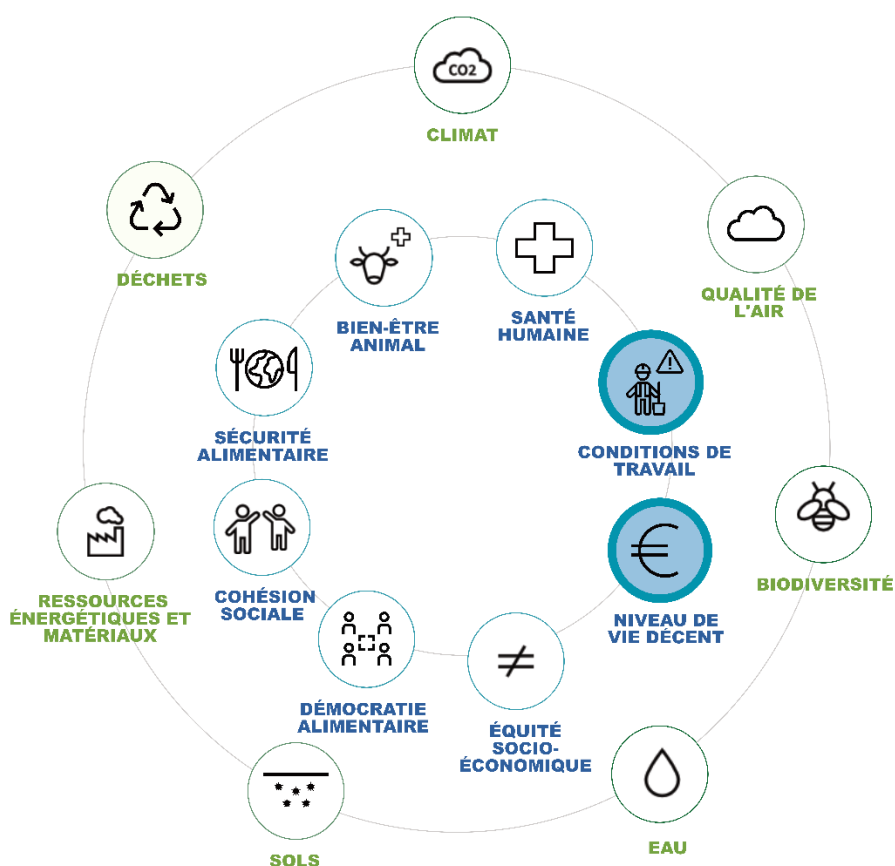 CO2
CLIMAT
DÉCHETS
QUALITÉ DE
L'AIR
BIEN-ÊTRE
ANIMAL
SANTÉ
HUMAINE
SÉCURITÉ
ALIMENTAIRE
CONDITIONS DE
TRAVAIL
BIODIVERSITÉ
RESSOURCES
ÉNERGÉTIQUES ET
MATÉRIAUX
COHÉSION
SOCIALE
NIVEAU DE
VIE DÉCENT
DÉMOCRATIE
ALIMENTAIRE
ÉQUITÉ
SOCIO-
ÉCONOMIQUE
EAU
SOLS